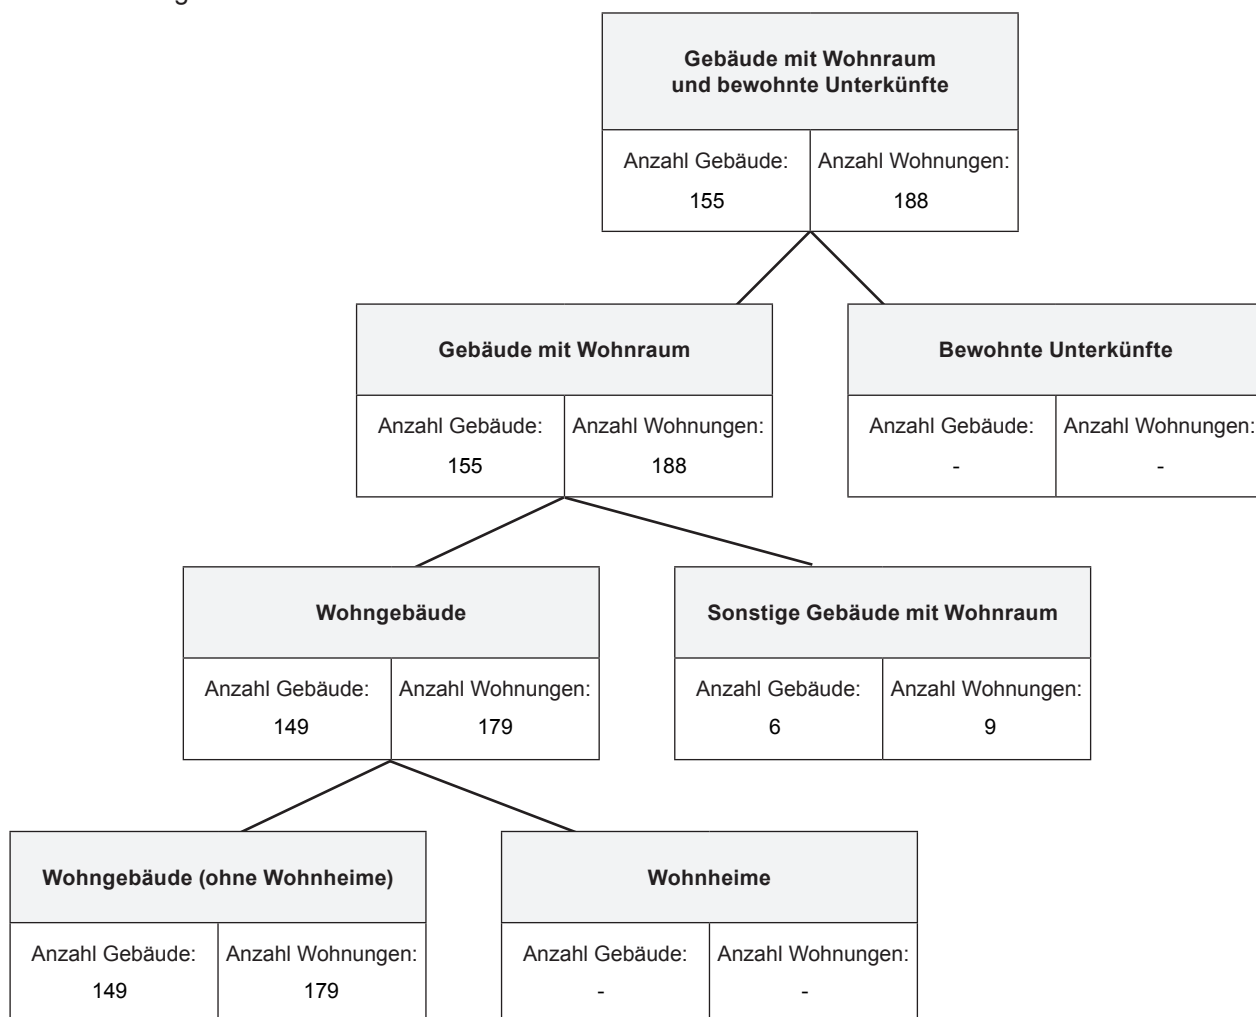 Gebäude mit Wohnraum
und bewohnte Unterkünfte
Anzahl Gebäude: Anzahl Wohnungen:
155 188
Gebäude mit Wohnraum
Anzahl Gebäude: Anzahl Wohnungen:
155 188
Bewohnte Unterkünfte
Anzahl Gebäude: Anzahl Wohnungen:
- -
Wohngebäude
Anzahl Gebäude: Anzahl Wohnungen:
149 179
Sonstige Gebäude mit Wohnraum
Anzahl Gebäude: Anzahl Wohnungen:
6 9
Wohngebäude (ohne Wohnheime)
Anzahl Gebäude: Anzahl Wohnungen:
149 179
Wohnheime
Anzahl Gebäude: Anzahl Wohnungen:
- -